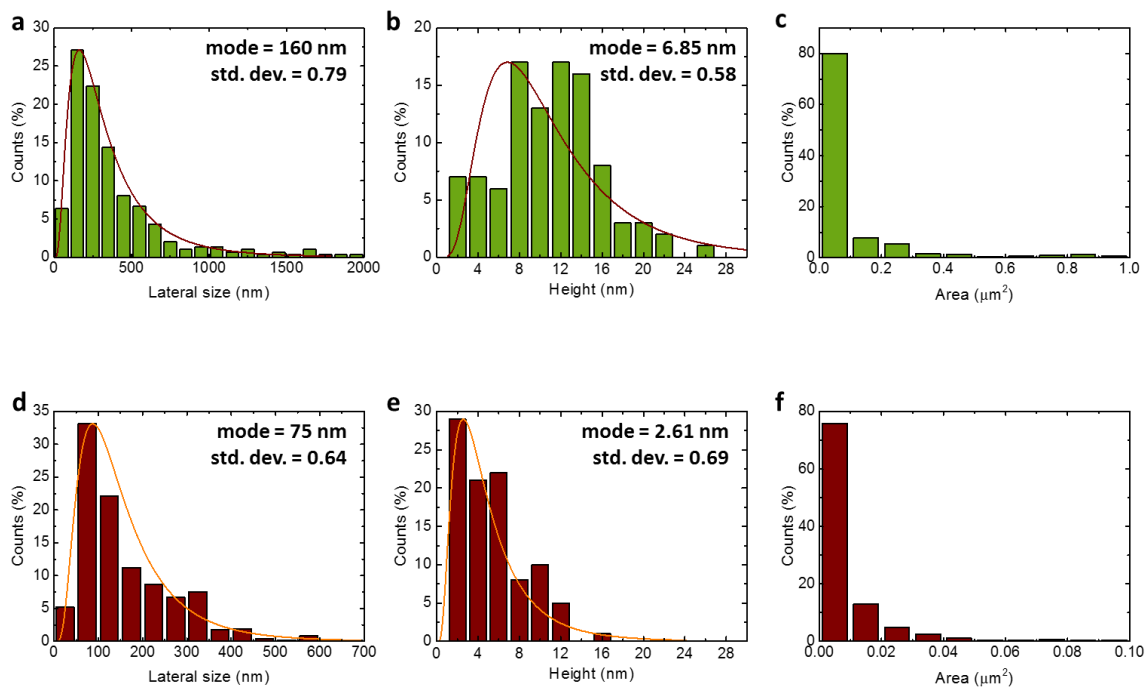 a
mode = 160 nm
std. dev. = 0.79
30
25
20
15
10
5
0
Counts (%)
0 500 1000 1500 2000
Lateral size (nm)
b
mode = 6.85 nm
std. dev. = 0.58
20
15
10
5
0
Counts (%)
4 8 12 16 20 24 28
Height (nm)
c
80
60
40
20
0
Counts (%)
0.0 0.2 0.4 0.6 0.8 1.0
Area (μm²)
d
mode = 75 nm
std. dev. = 0.64
35
30
25
20
15
10
5
0
Counts (%)
0 100 200 300 400 500 600 700
Lateral size (nm)
e
mode = 2.61 nm
std. dev. = 0.69
30
25
20
15
10
5
0
Counts (%)
4 8 12 16 20 24 28
Height (nm)
f
80
60
40
20
0
Counts (%)
0.00 0.02 0.04 0.06 0.08 0.10
Area (μm²)